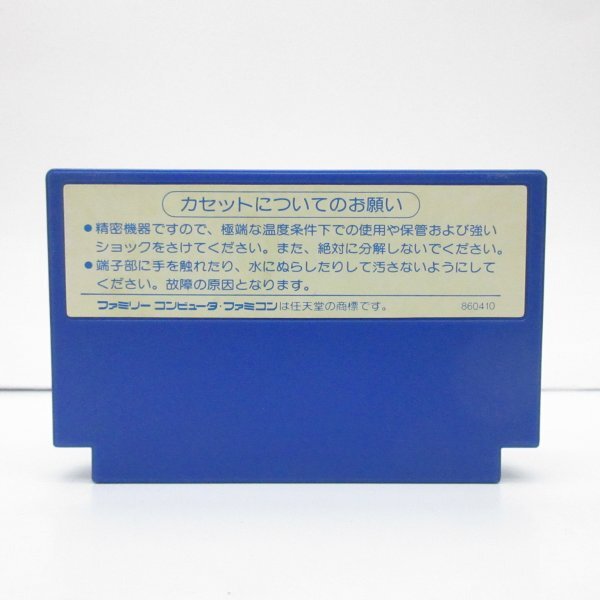 カセットについてのお願い
●精密機器ですので、極端な温度条件下での使用や保管および強い
ショックをさけてください。また、絶対に分解しないでください。
●端子部に手を触れたり、水にぬらしたりして汚さないようにして
ください。故障の原因となります。
ファミリー コンピュータ・ファミコンは任天堂の商標です。 860410